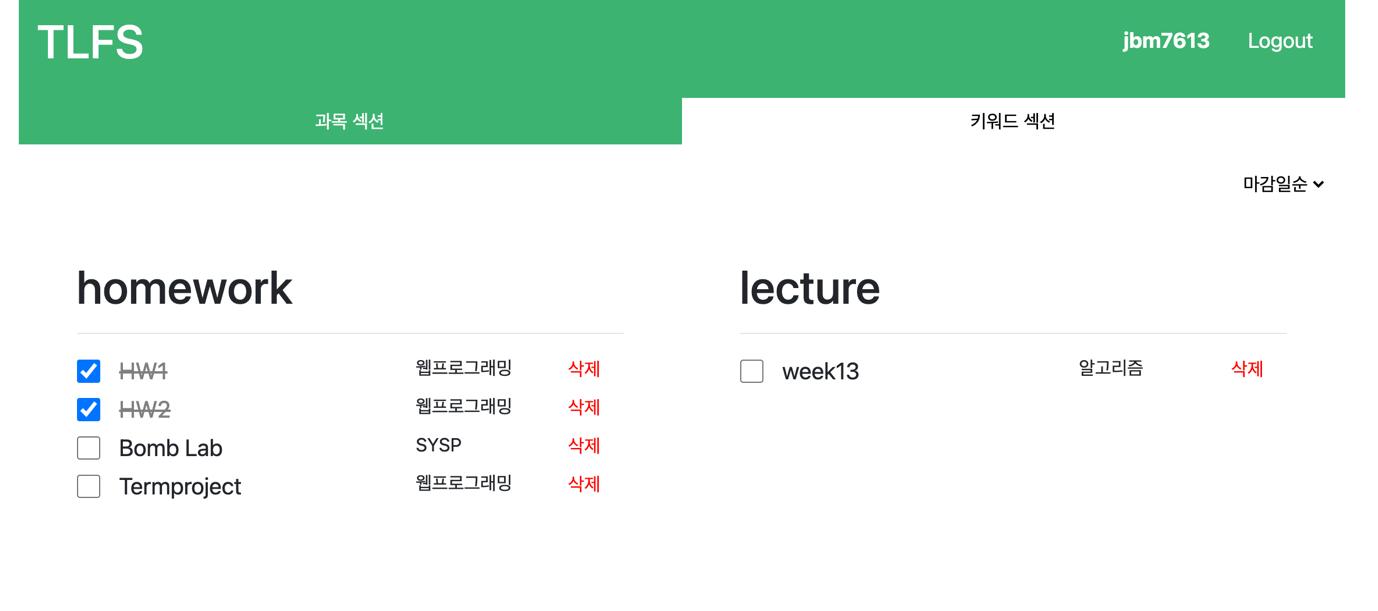 TLFS
jbm7613 Logout
과목 섹션
키워드 섹션
마감일순
homework
HW1 웹프로그래밍 삭제
HW2 웹프로그래밍 삭제
Bomb Lab SYSP 삭제
Termproject 웹프로그래밍 삭제
lecture
week13 알고리즘 삭제